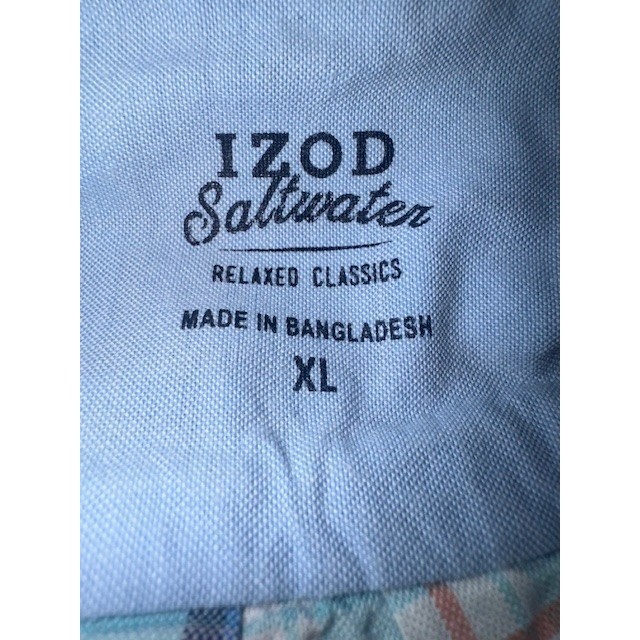 IZOD
Saltwater
RELAXED CLASSICS
MADE IN BANGLADESH
XL